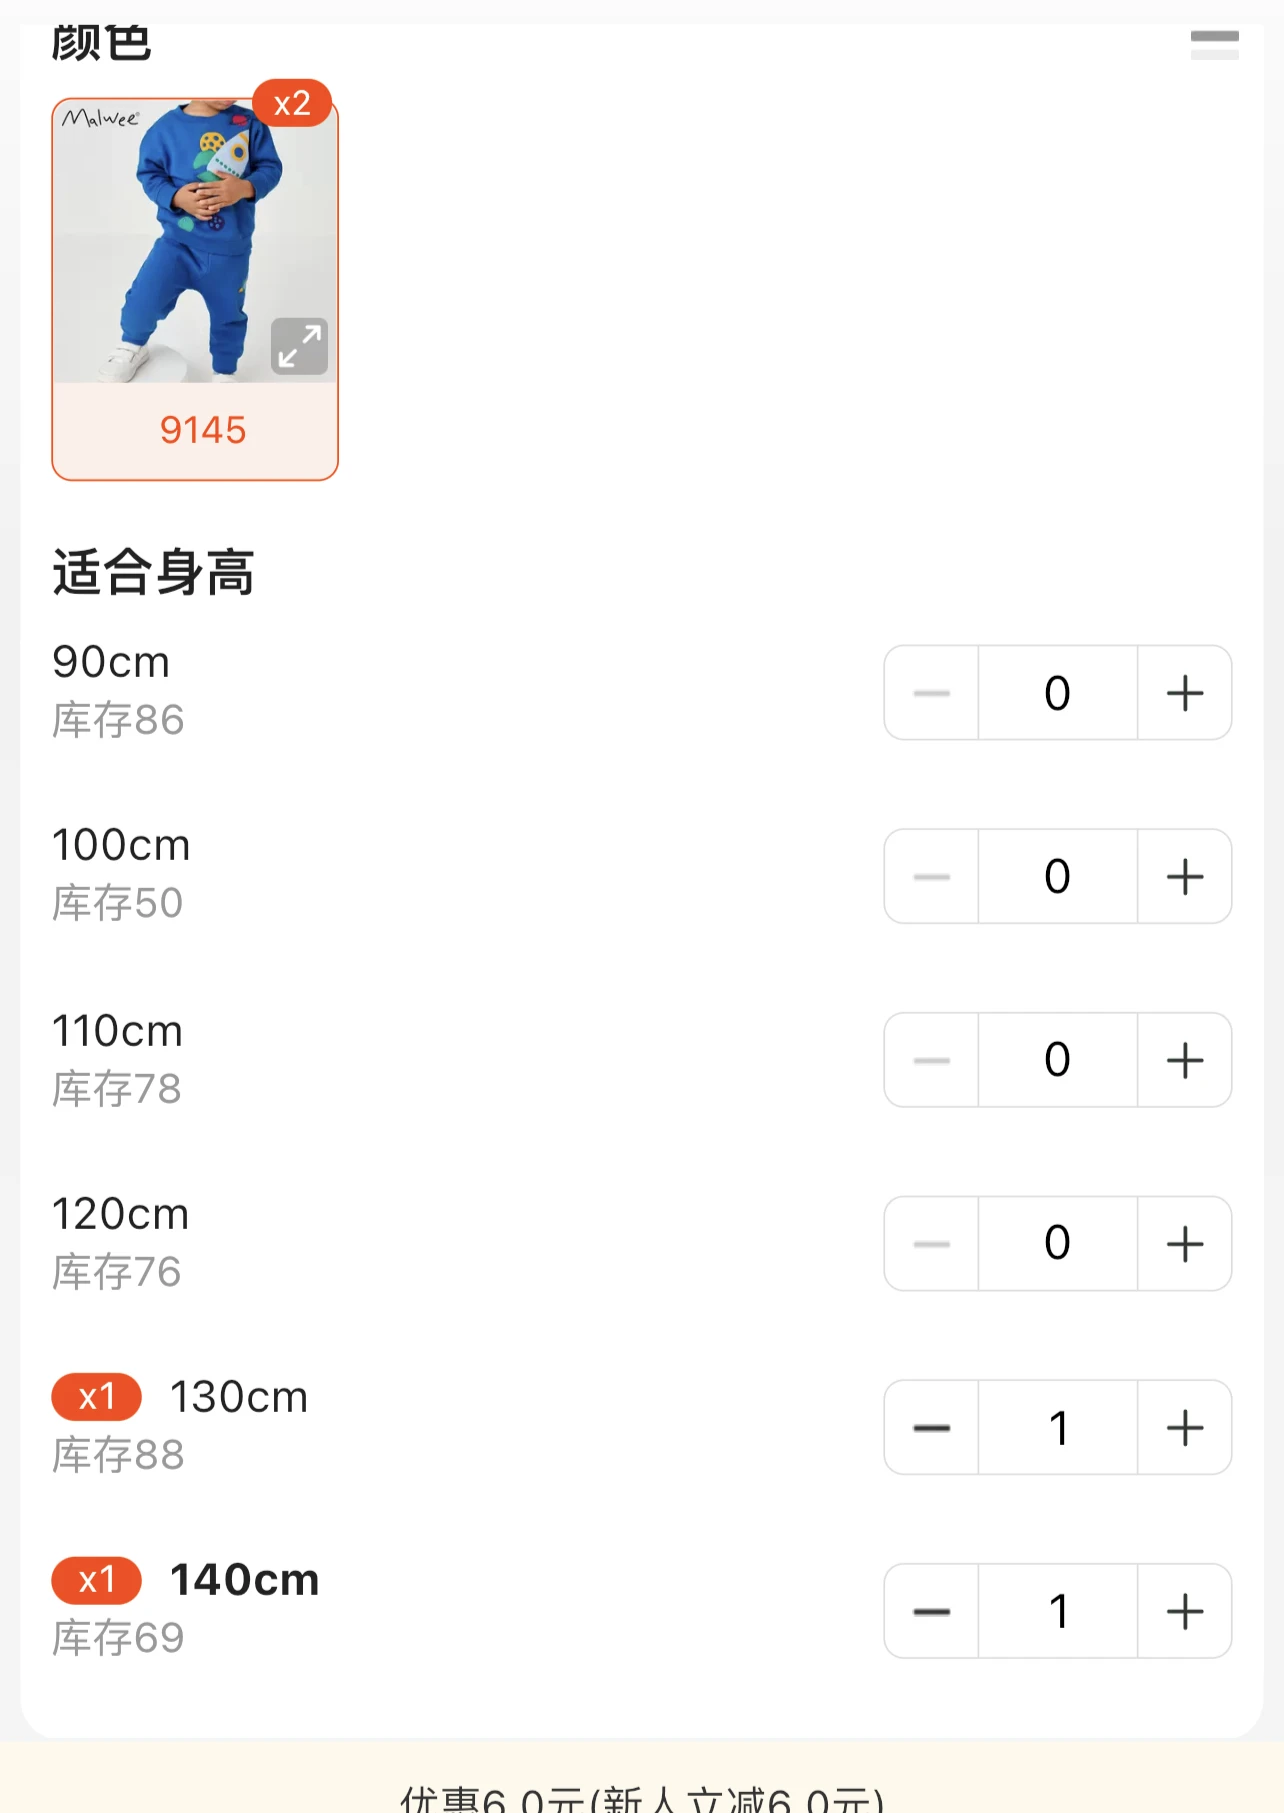 颜色
x2
Malwee
9145
适合身高
90cm
0
库存86
100cm
0
库存50
110cm
0
库存78
120cm
0
库存76
x1 130cm
1
库存88
x1 140cm
1
库存69
优惠6.0元(新人立减6.0元)